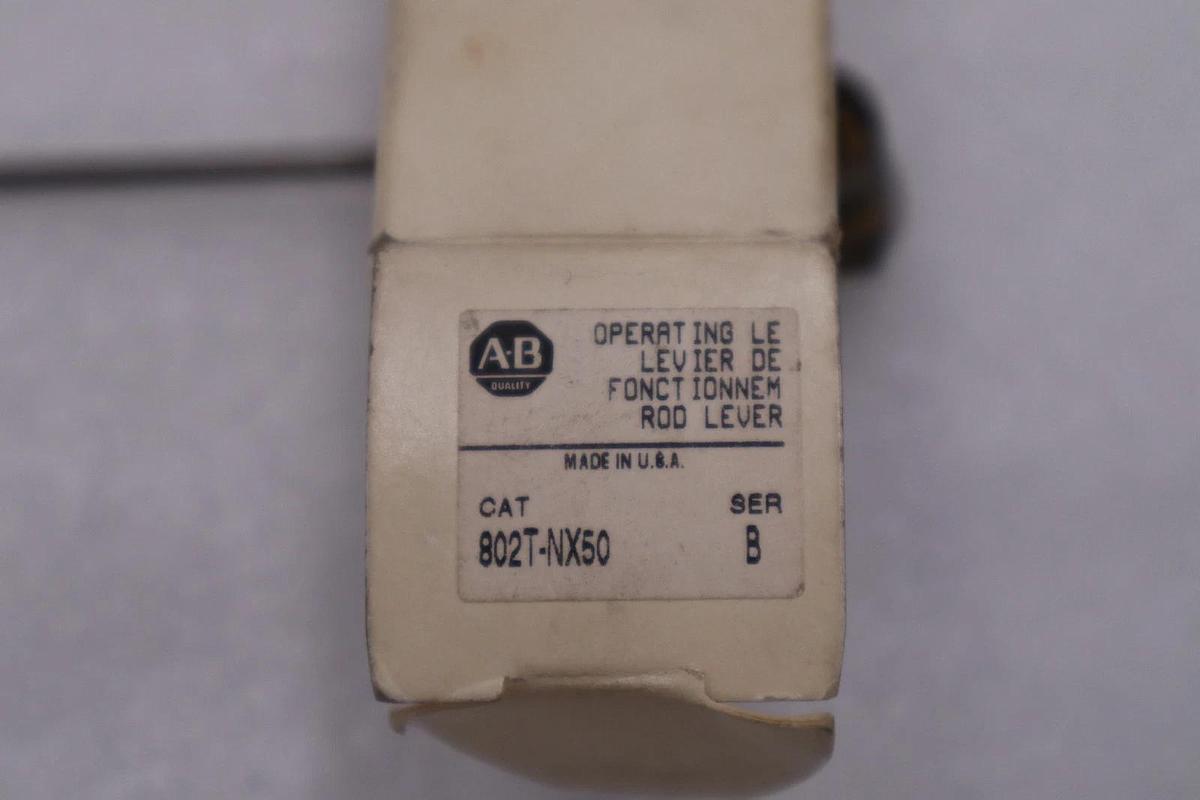 A-B
QUALITY
OPERATING LE
LEVIER DE
FONCTIONNEM
ROD LEVER
MADE IN U.S.A.
CAT
SER
802T-NX50
B